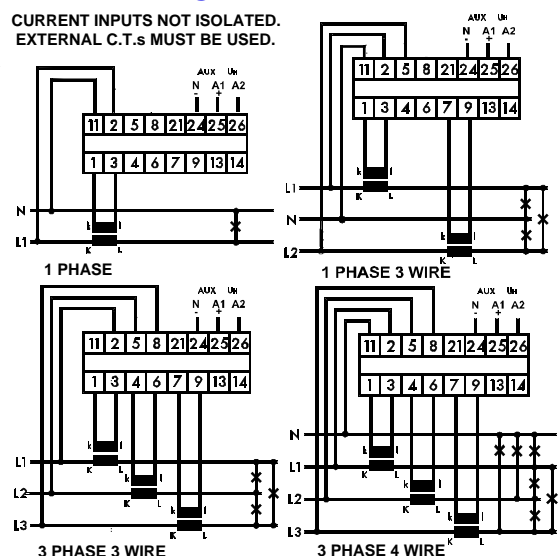 CURRENT INPUTS NOT ISOLATED.
EXTERNAL C.T.s MUST BE USED.
AUX UH
N A1 A2
- +
11 2 5 8 21 24 25 26
1 3 4 6 7 9 13 14
N
k l
L1
K L
1 PHASE
AUX UH
N A1 A2
- +
11 2 5 8 21 24 25 26
1 3 4 6 7 9 13 14
k l
L1
K L
N
k l
L2
K L
1 PHASE 3 WIRE
AUX UH
N A1 A2
- +
11 2 5 8 21 24 25 26
1 3 4 6 7 9 13 14
k l
L1
K L
k l
L2
K L
k l
L3
K L
3 PHASE 3 WIRE
AUX UH
N A1 A2
- +
11 2 5 8 21 24 25 26
1 3 4 6 7 9 13 14
N
k l
L1
K L
k l
L2
K L
k l
L3
K L
3 PHASE 4 WIRE